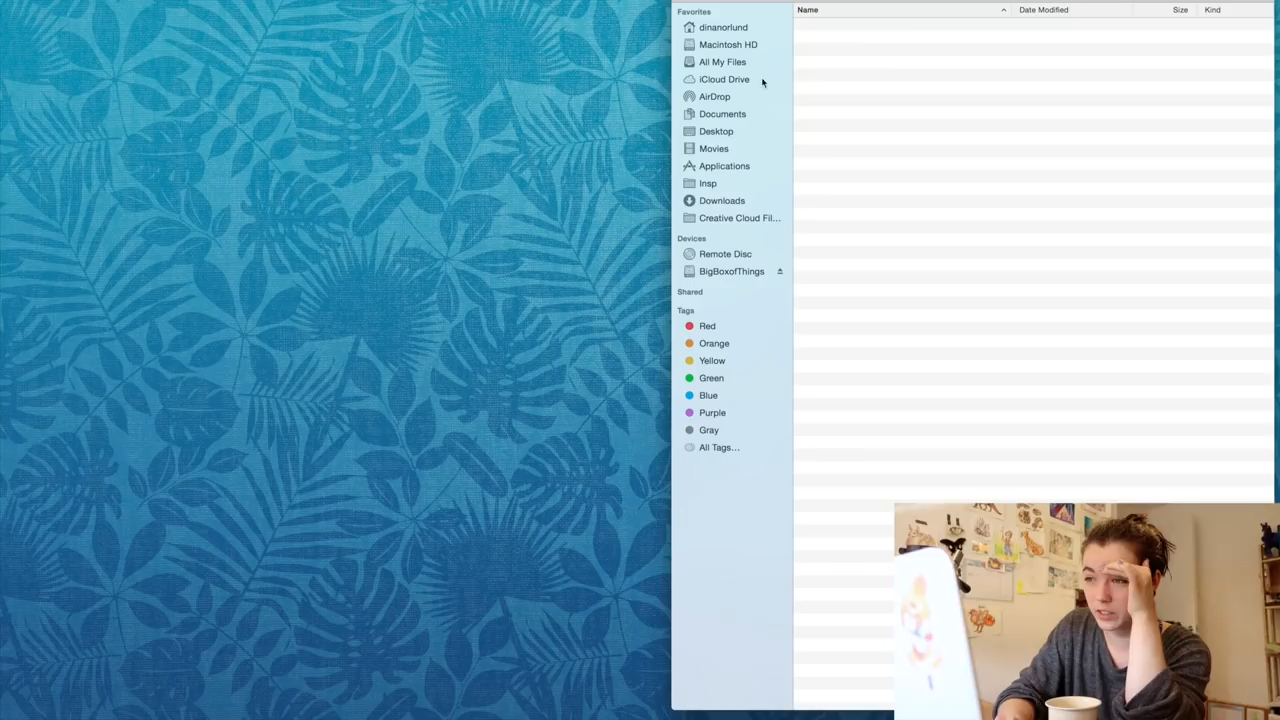 Favorites
Name
Date Modified
Size
Kind
dinanorlund
Macintosh HD
All My Files
iCloud Drive
AirDrop
Documents
Desktop
Movies
Applications
Insp
Downloads
Creative Cloud Fil...
Devices
Remote Disc
BigBoxofThings
Shared
Tags
Red
Orange
Yellow
Green
Blue
Purple
Gray
All Tags...